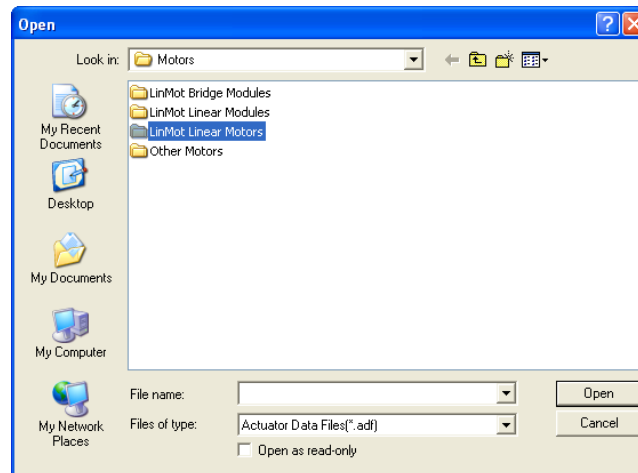 Open
Look in:
Motors
LinMot Bridge Modules
LinMot Linear Modules
LinMot Linear Motors
Other Motors
My Recent
Documents
Desktop
My Documents
My Computer
My Network
Places
File name:
Open
Files of type:
Actuator Data Files(*.adf)
Cancel
Open as read-only